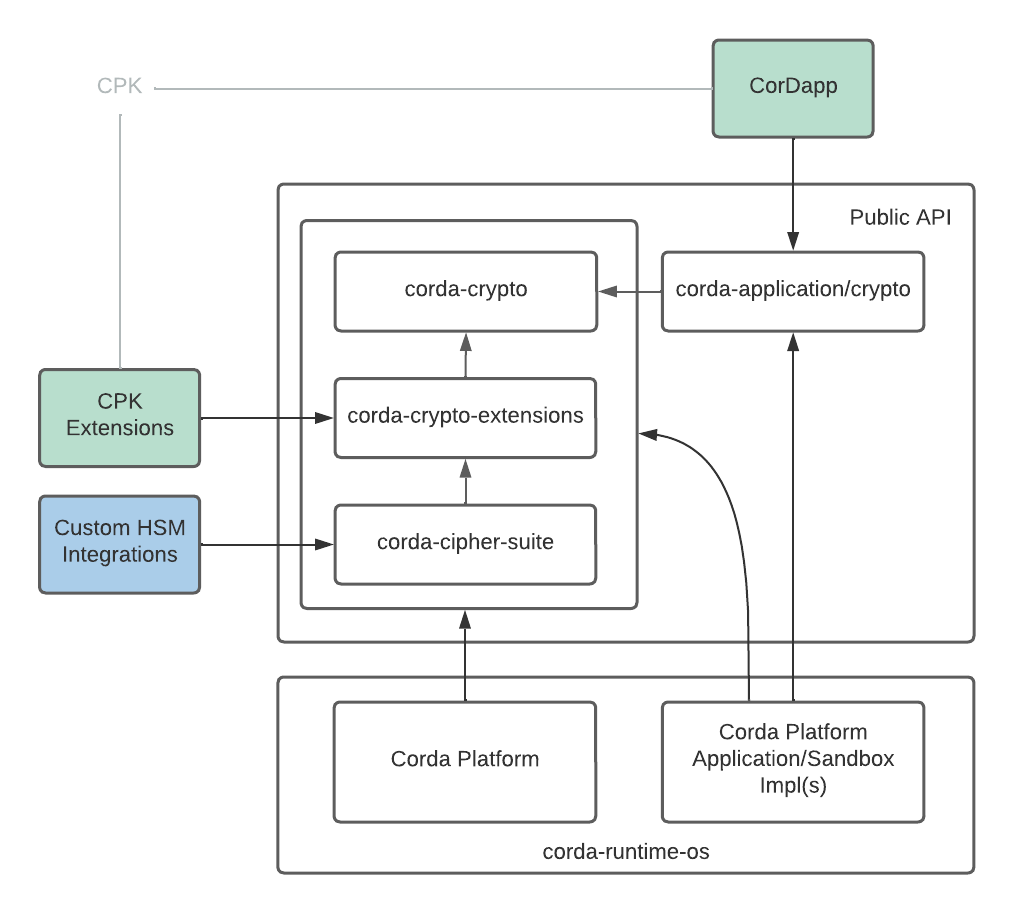 CPK
CorDapp
Public API
corda-crypto
corda-application/crypto
CPK
Extensions
corda-crypto-extensions
Custom HSM
Integrations
corda-cipher-suite
Corda Platform
Corda Platform
Application/Sandbox
Impl(s)
corda-runtime-os